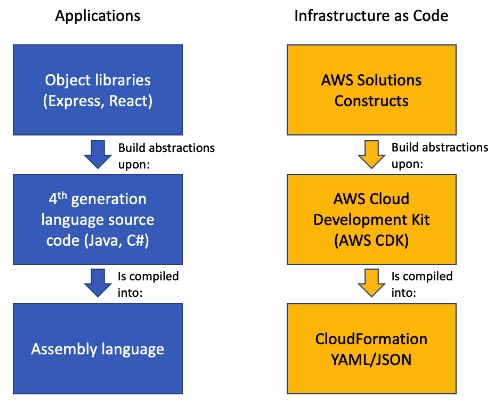 Applications
Object libraries
(Express, React)
Build abstractions
upon:
4th generation
language source
code (Java, C#)
Is compiled
into:
Assembly language
Infrastructure as Code
AWS Solutions
Constructs
Build abstractions
upon:
AWS Cloud
Development Kit
(AWS CDK)
Is compiled
into:
CloudFormation
YAML/JSON